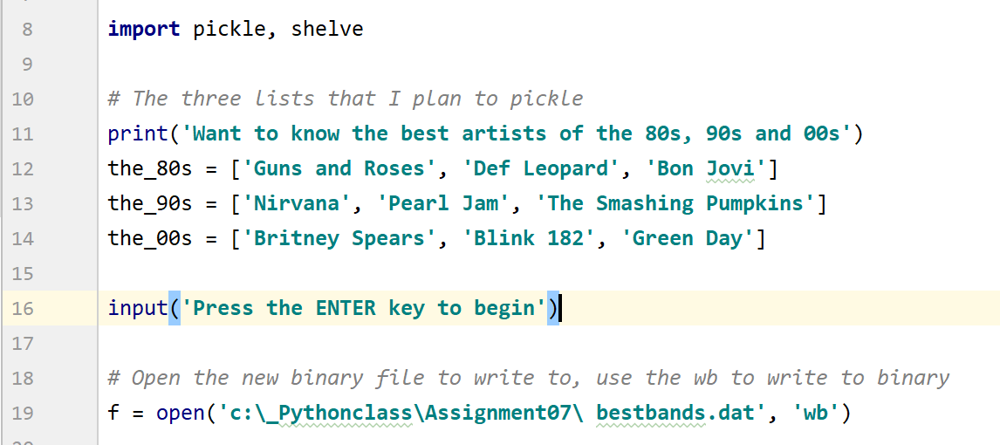 8 import pickle, shelve
9
10 # The three lists that I plan to pickle
11 print('Want to know the best artists of the 80s, 90s and 00s')
12 the_80s = ['Guns and Roses', 'Def Leopard', 'Bon Jovi']
13 the_90s = ['Nirvana', 'Pearl Jam', 'The Smashing Pumpkins']
14 the_00s = ['Britney Spears', 'Blink 182', 'Green Day']
15
16 input('Press the ENTER key to begin')
17
18 # Open the new binary file to write to, use the wb to write to binary
19 f = open('c:\_Pythonclass\Assignment07\ bestbands.dat', 'wb')